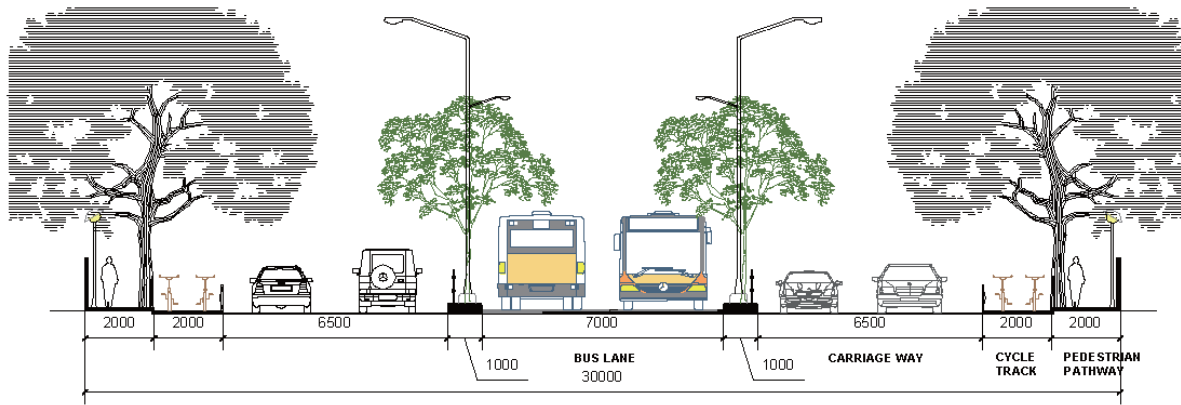 2000 2000 6500 7000 6500 2000 2000
1000 BUS LANE 1000 CARRIAGE WAY CYCLE PEDESTRIAN
30000 TRACK PATHWAY